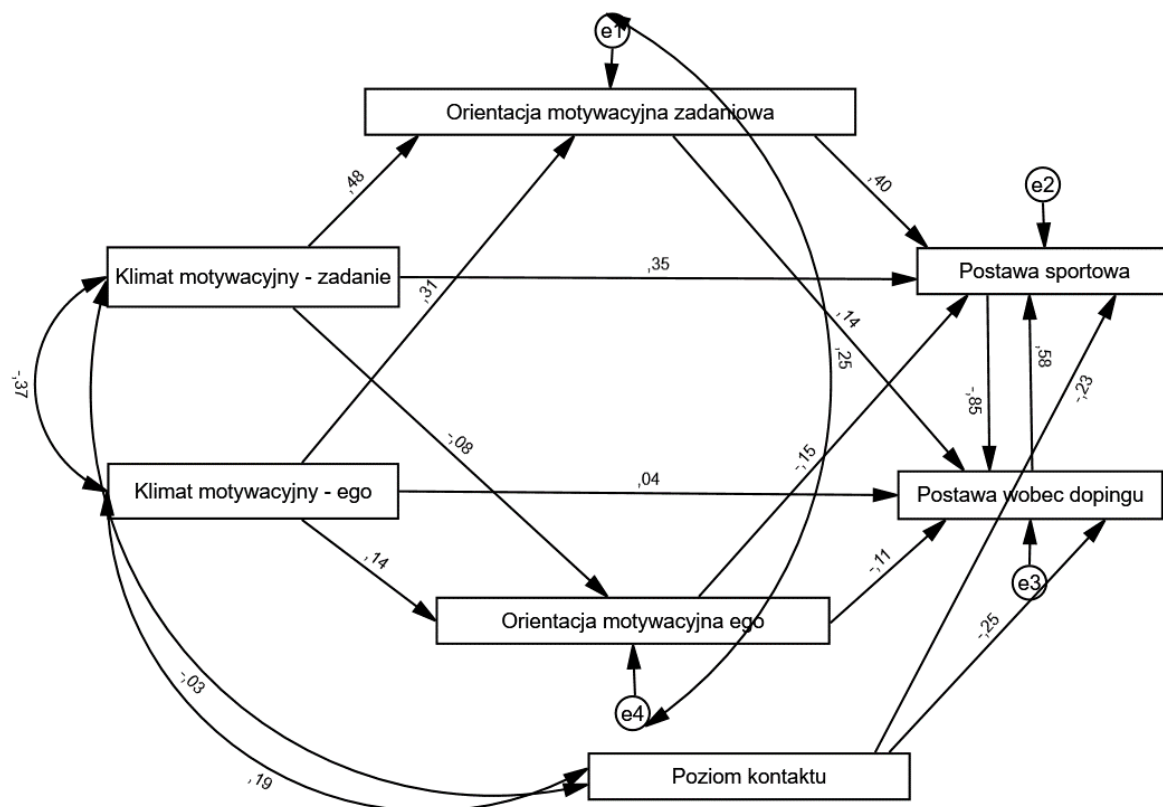 e1
Orientacja motywacyjna zadaniowa
,48
,40
e2
Klimat motywacyjny - zadanie
,35
Postawa sportowa
,31
,14
,25
,58
-,37
-,85
-,23
-,08
-,15
Klimat motywacyjny - ego
,04
Postawa wobec dopingu
,14
-,11
e3
Orientacja motywacyjna ego
-,25
-,03
e4
,19
Poziom kontaktu